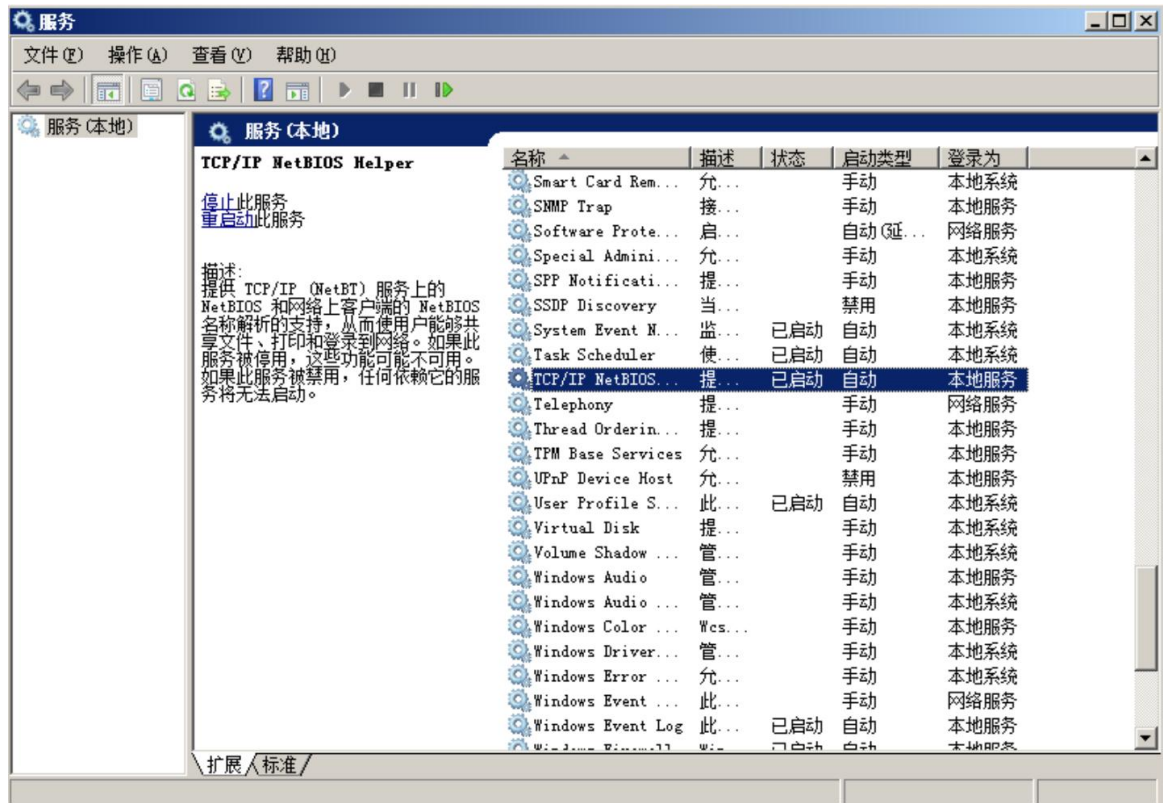 服务
文件(F) 操作(A) 查看(V) 帮助(H)
服务(本地)
服务(本地)
TCP/IP NetBIOS Helper
停止此服务
重启动此服务
描述:
提供 TCP/IP (NetBT) 服务上的
NetBIOS 和网络上客户端的 NetBIOS
名称解析的支持，从而使用户能够共
享文件、打印和登录到网络。如果此
服务被停用，这些功能可能不可用。
如果此服务被禁用，任何依赖它的服
务将无法启动。
名称 描述 状态 启动类型 登录为
Smart Card Rem... 允... 手动 本地系统
SNMP Trap 接... 手动 本地服务
Software Prote... 启... 自动(延... 网络服务
Special Admini... 允... 手动 本地系统
SPP Notificati... 提... 手动 本地服务
SSDP Discovery 当... 禁用 本地服务
System Event N... 监... 已启动 自动 本地系统
Task Scheduler 使... 已启动 自动 本地系统
TCP/IP NetBIOS... 提... 已启动 自动 本地服务
Telephony 提... 手动 网络服务
Thread Orderin... 提... 手动 本地服务
TPM Base Services 允... 手动 本地服务
UPnP Device Host 允... 禁用 本地服务
User Profile S... 此... 已启动 自动 本地系统
Virtual Disk 提... 手动 本地系统
Volume Shadow ... 管... 手动 本地系统
Windows Audio 管... 手动 本地服务
Windows Audio ... 管... 手动 本地系统
Windows Color ... Wcs... 手动 本地服务
Windows Driver... 管... 手动 本地系统
Windows Error ... 允... 手动 本地系统
Windows Event ... 此... 手动 网络服务
Windows Event Log 此... 已启动 自动 本地服务
Windows Firewall Win... 已启动 自动 本地服务
扩展 标准